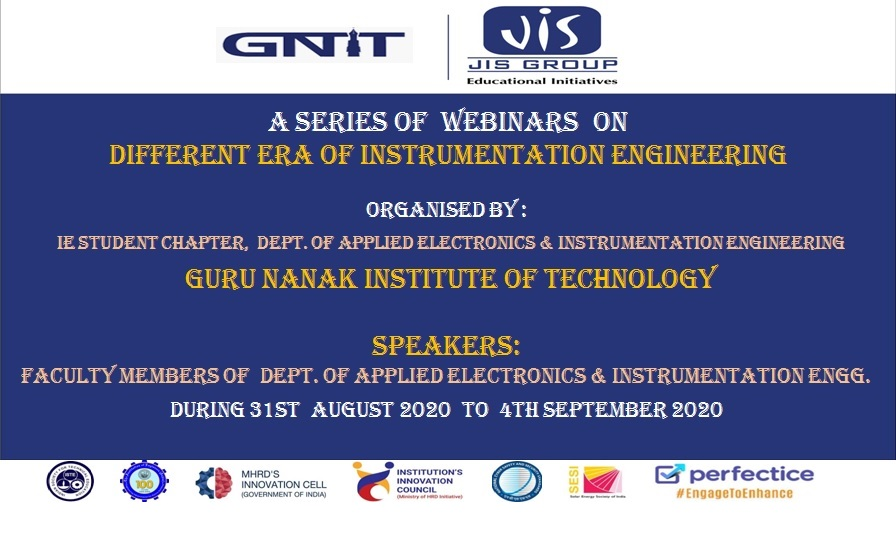 GNIT
JIS
JIS GROUP
Educational Initiatives
A SERIES OF WEBINARS ON
DIFFERENT ERA OF INSTRUMENTATION ENGINEERING
ORGANISED BY :
IE STUDENT CHAPTER, DEPT. OF APPLIED ELECTRONICS & INSTRUMENTATION ENGINEERING
GURU NANAK INSTITUTE OF TECHNOLOGY
SPEAKERS:
FACULTY MEMBERS OF DEPT. OF APPLIED ELECTRONICS & INSTRUMENTATION ENGG.
DURING 31ST AUGUST 2020 TO 4TH SEPTEMBER 2020
100
MHRD'S
INNOVATION CELL
(GOVERNMENT OF INDIA)
INSTITUTION'S
INNOVATION
COUNCIL
(Ministry of HRD Initiative)
SESI
Solar Energy Society of India
perfectice
#EngageToEnhance